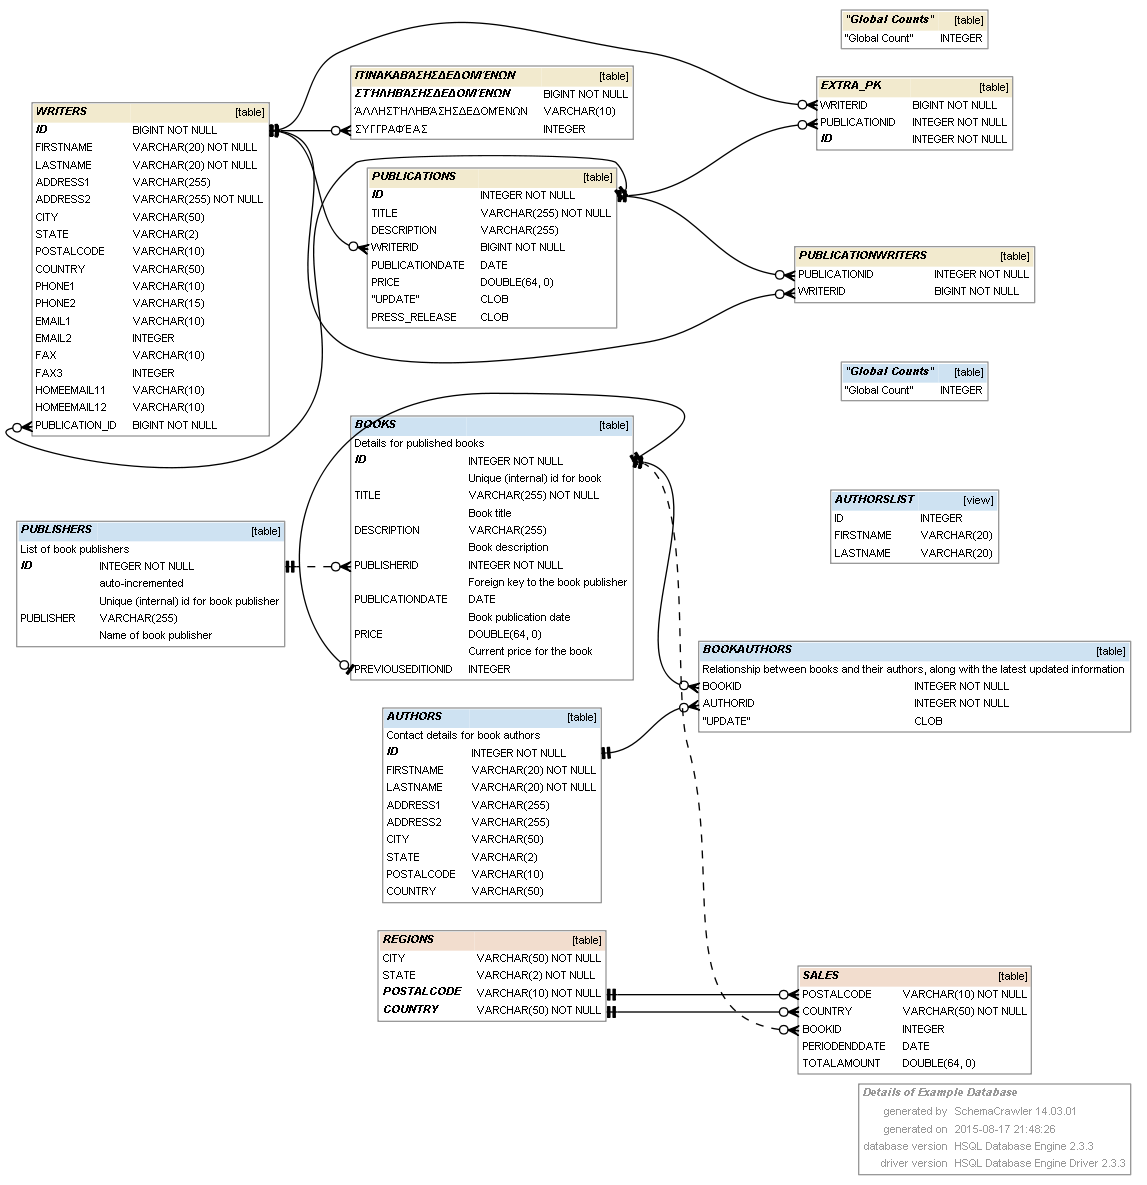 "Global Counts" [table]
"Global Count" INTEGER
ΠΊΝΑΚΑΒΆΣΗΣΔΕΔΟΜΈΝΩΝ [table]
ΣΤΉΛΗΒΆΣΗΣΔΕΔΟΜΈΝΩΝ BIGINT NOT NULL
ΆΛΛΗΣΤΉΛΗΒΆΣΗΣΔΕΔΟΜΈΝΩΝ VARCHAR(10)
ΣΥΓΓΡΑΦΈΑΣ INTEGER
EXTRA_PK [table]
WRITERID BIGINT NOT NULL
PUBLICATIONID INTEGER NOT NULL
ID INTEGER NOT NULL
WRITERS [table]
ID BIGINT NOT NULL
FIRSTNAME VARCHAR(20) NOT NULL
LASTNAME VARCHAR(20) NOT NULL
ADDRESS1 VARCHAR(255)
ADDRESS2 VARCHAR(255) NOT NULL
CITY VARCHAR(50)
STATE VARCHAR(2)
POSTALCODE VARCHAR(10)
COUNTRY VARCHAR(50)
PHONE1 VARCHAR(10)
PHONE2 VARCHAR(15)
EMAIL1 VARCHAR(10)
EMAIL2 INTEGER
FAX VARCHAR(10)
FAX3 INTEGER
HOMEEMAIL11 VARCHAR(10)
HOMEEMAIL12 VARCHAR(10)
PUBLICATION_ID BIGINT NOT NULL
PUBLICATIONS [table]
ID INTEGER NOT NULL
TITLE VARCHAR(255) NOT NULL
DESCRIPTION VARCHAR(255)
WRITERID BIGINT NOT NULL
PUBLICATIONDATE DATE
PRICE DOUBLE(64, 0)
"UPDATE" CLOB
PRESS_RELEASE CLOB
PUBLICATIONWRITERS [table]
PUBLICATIONID INTEGER NOT NULL
WRITERID BIGINT NOT NULL
"Global Counts" [table]
"Global Count" INTEGER
BOOKS [table]
Details for published books
ID INTEGER NOT NULL
Unique (internal) id for book
TITLE VARCHAR(255) NOT NULL
Book title
DESCRIPTION VARCHAR(255)
Book description
PUBLISHERID INTEGER NOT NULL
Foreign key to the book publisher
PUBLICATIONDATE DATE
Book publication date
PRICE DOUBLE(64, 0)
Current price for the book
PREVIOUSEDITIONID INTEGER
AUTHORSLIST [view]
ID INTEGER
FIRSTNAME VARCHAR(20)
LASTNAME VARCHAR(20)
PUBLISHERS [table]
List of book publishers
ID INTEGER NOT NULL
auto-incremented
Unique (internal) id for book publisher
PUBLISHER VARCHAR(255)
Name of book publisher
BOOKAUTHORS [table]
Relationship between books and their authors, along with the latest updated information
BOOKID INTEGER NOT NULL
AUTHORID INTEGER NOT NULL
"UPDATE" CLOB
AUTHORS [table]
Contact details for book authors
ID INTEGER NOT NULL
FIRSTNAME VARCHAR(20) NOT NULL
LASTNAME VARCHAR(20) NOT NULL
ADDRESS1 VARCHAR(255)
ADDRESS2 VARCHAR(255)
CITY VARCHAR(50)
STATE VARCHAR(2)
POSTALCODE VARCHAR(10)
COUNTRY VARCHAR(50)
REGIONS [table]
CITY VARCHAR(50) NOT NULL
STATE VARCHAR(2) NOT NULL
POSTALCODE VARCHAR(10) NOT NULL
COUNTRY VARCHAR(50) NOT NULL
SALES [table]
POSTALCODE VARCHAR(10) NOT NULL
COUNTRY VARCHAR(50) NOT NULL
BOOKID INTEGER
PERIODENDDATE DATE
TOTALAMOUNT DOUBLE(64, 0)
Details of Example Database
generated by SchemaCrawler 14.03.01
generated on 2015-08-17 21:48:26
database version HSQL Database Engine 2.3.3
driver version HSQL Database Engine Driver 2.3.3